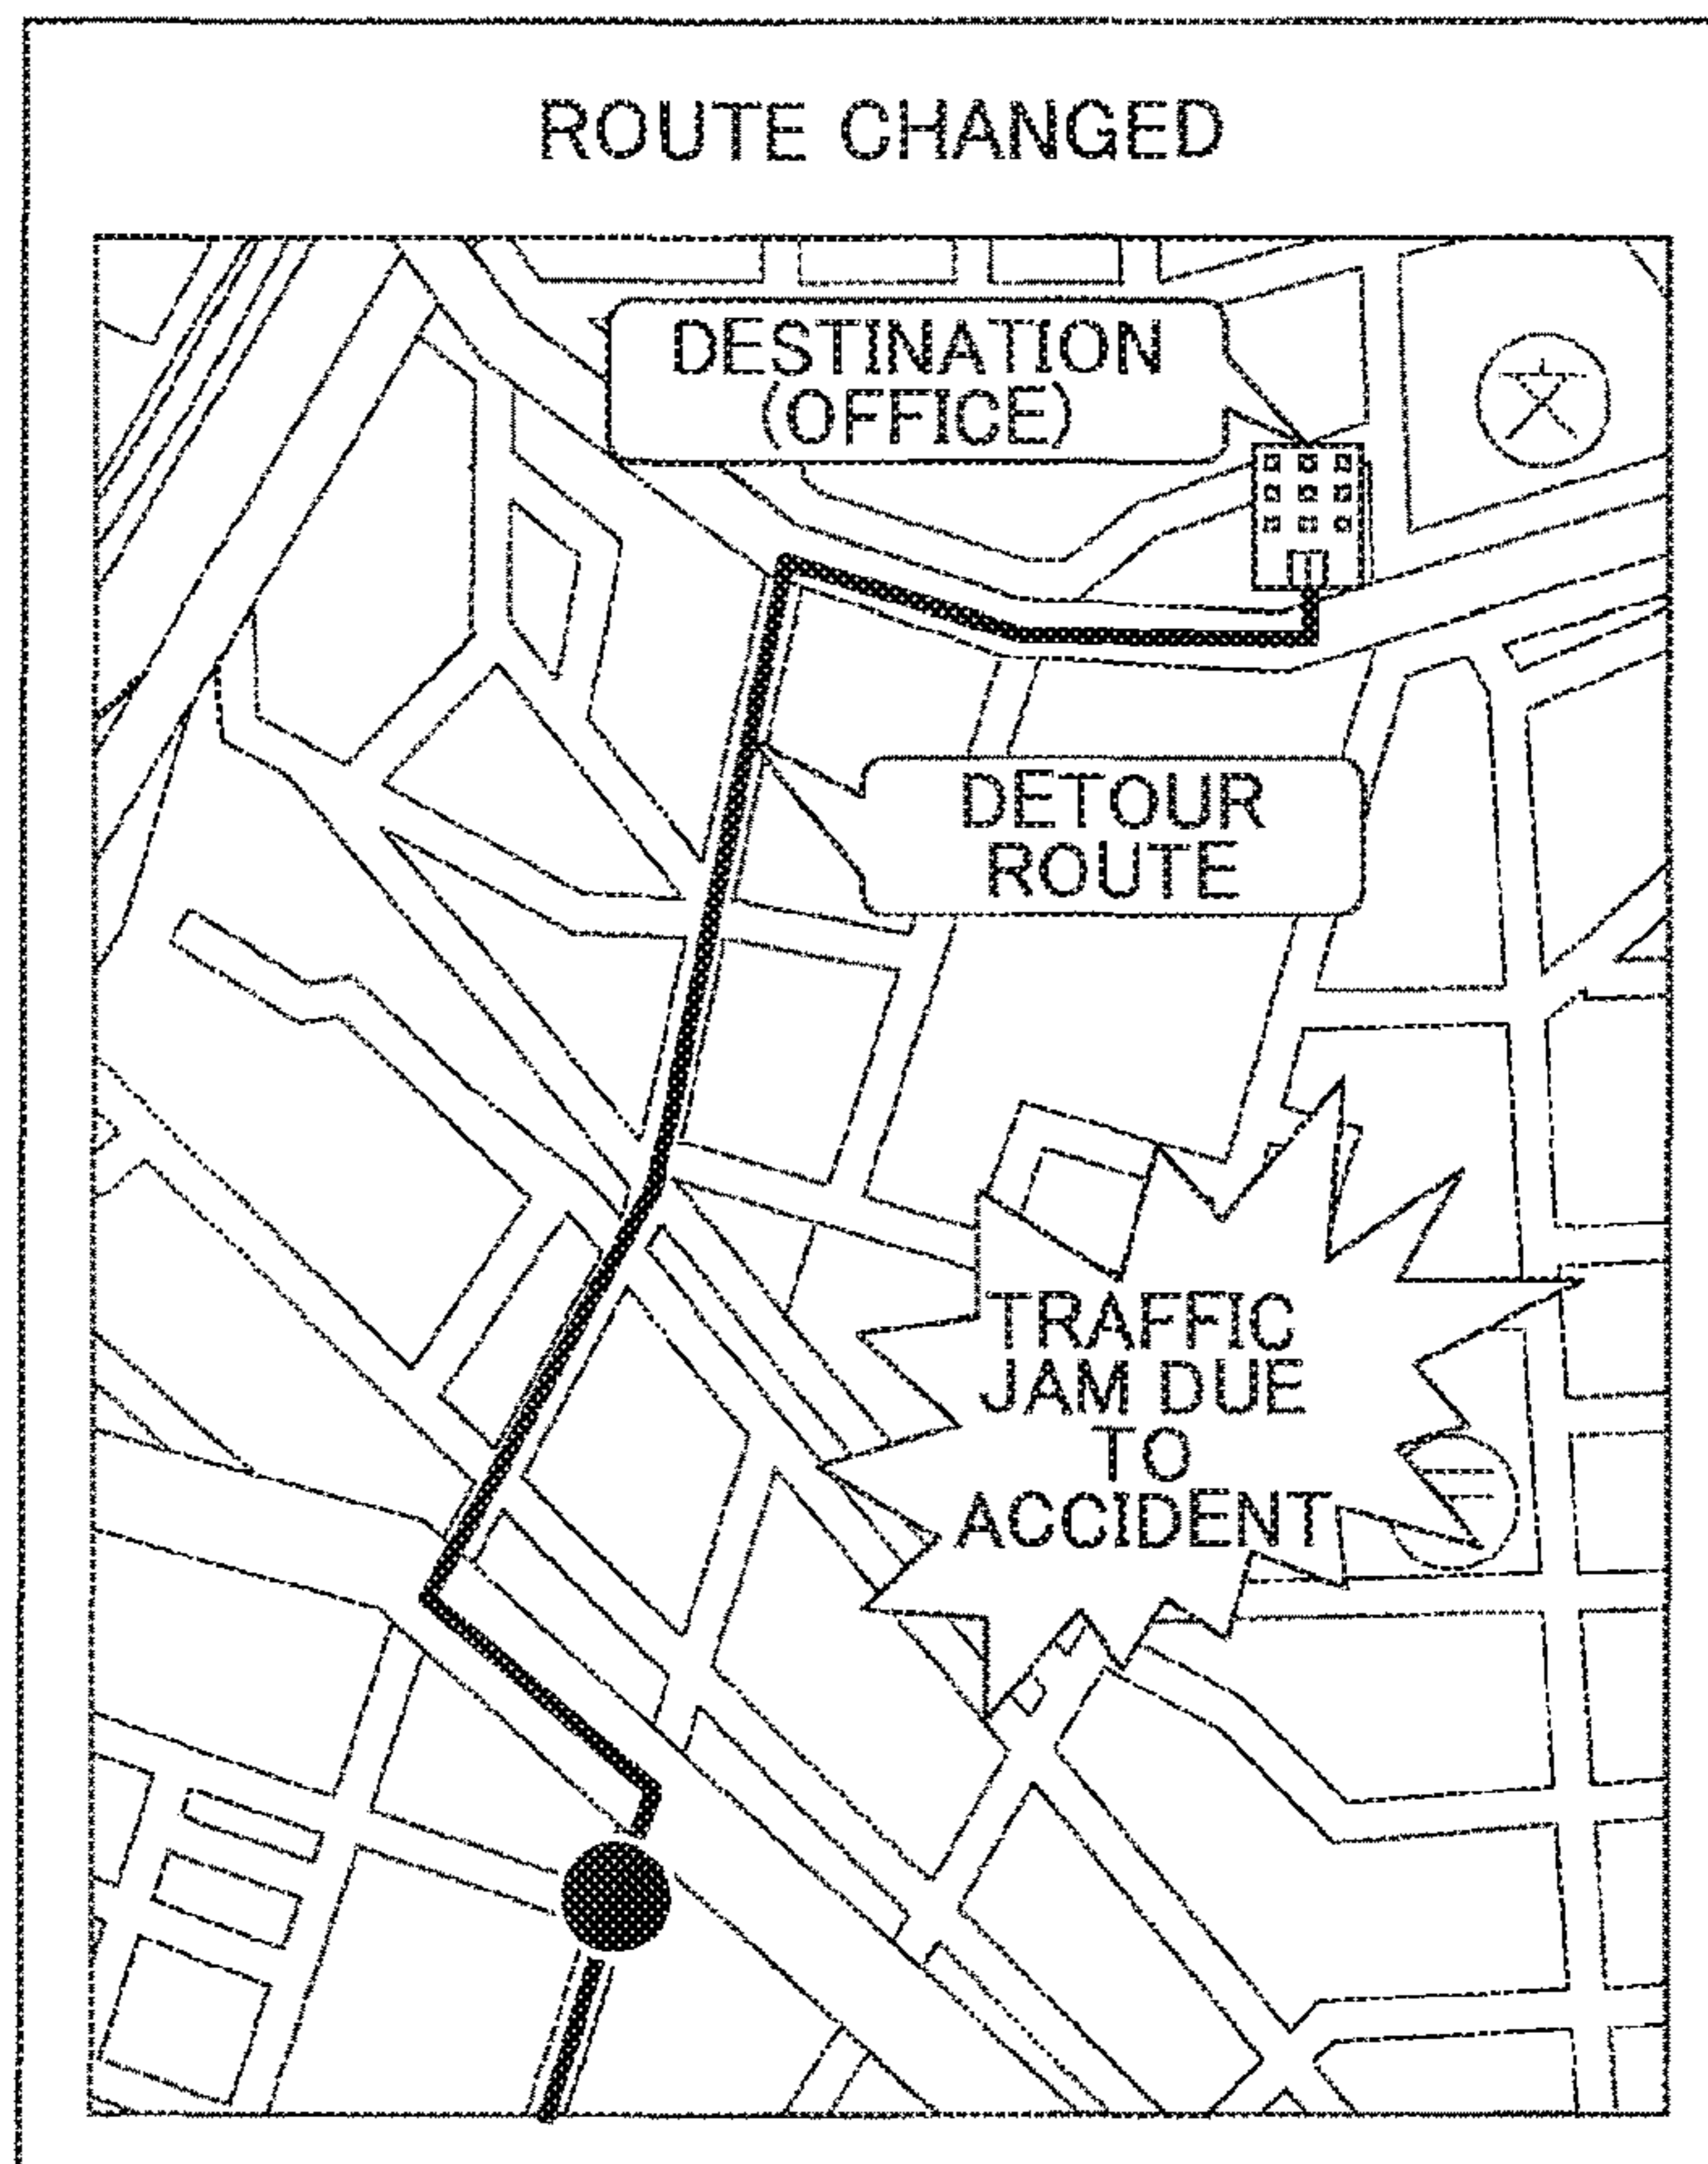 ROUTE CHANGED
DESTINATION
(OFFICE)
DETOUR
ROUTE
TRAFFIC
JAM DUE
TO
ACCIDENT